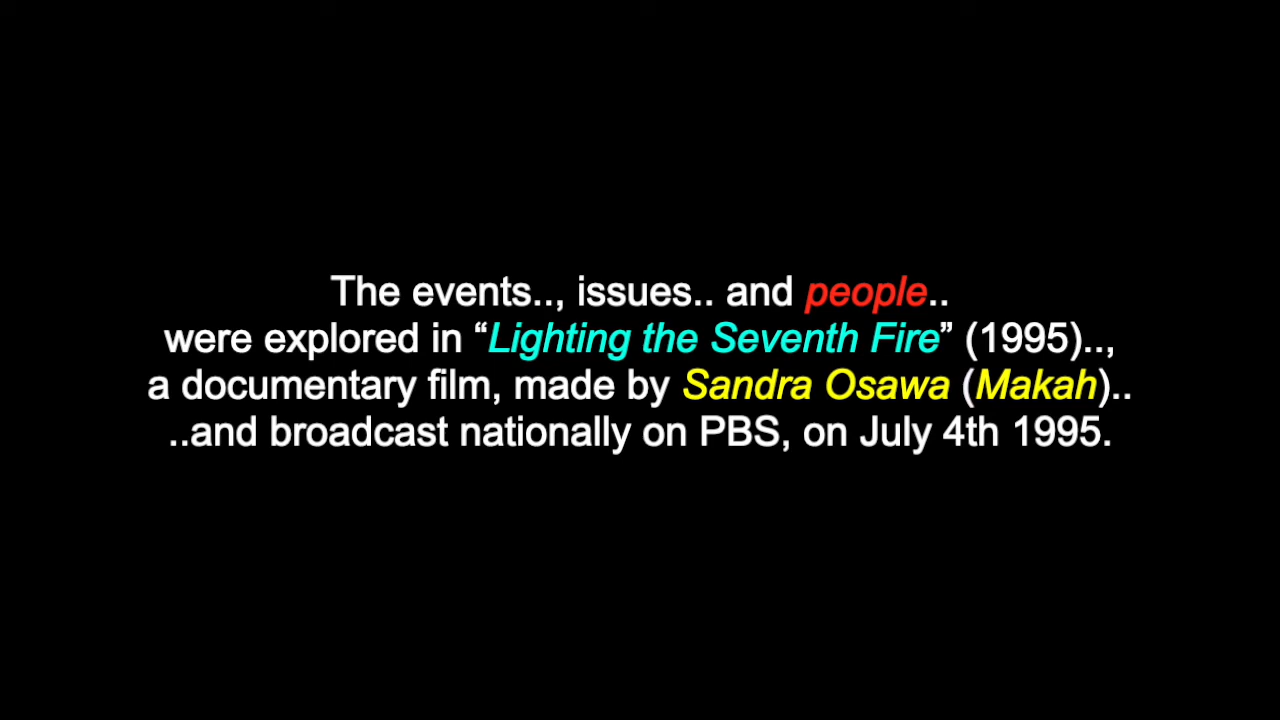 The events.., issues.. and people..
were explored in “Lighting the Seventh Fire” (1995)..,
a documentary film, made by Sandra Osawa (Makah)..
..and broadcast nationally on PBS, on July 4th 1995.